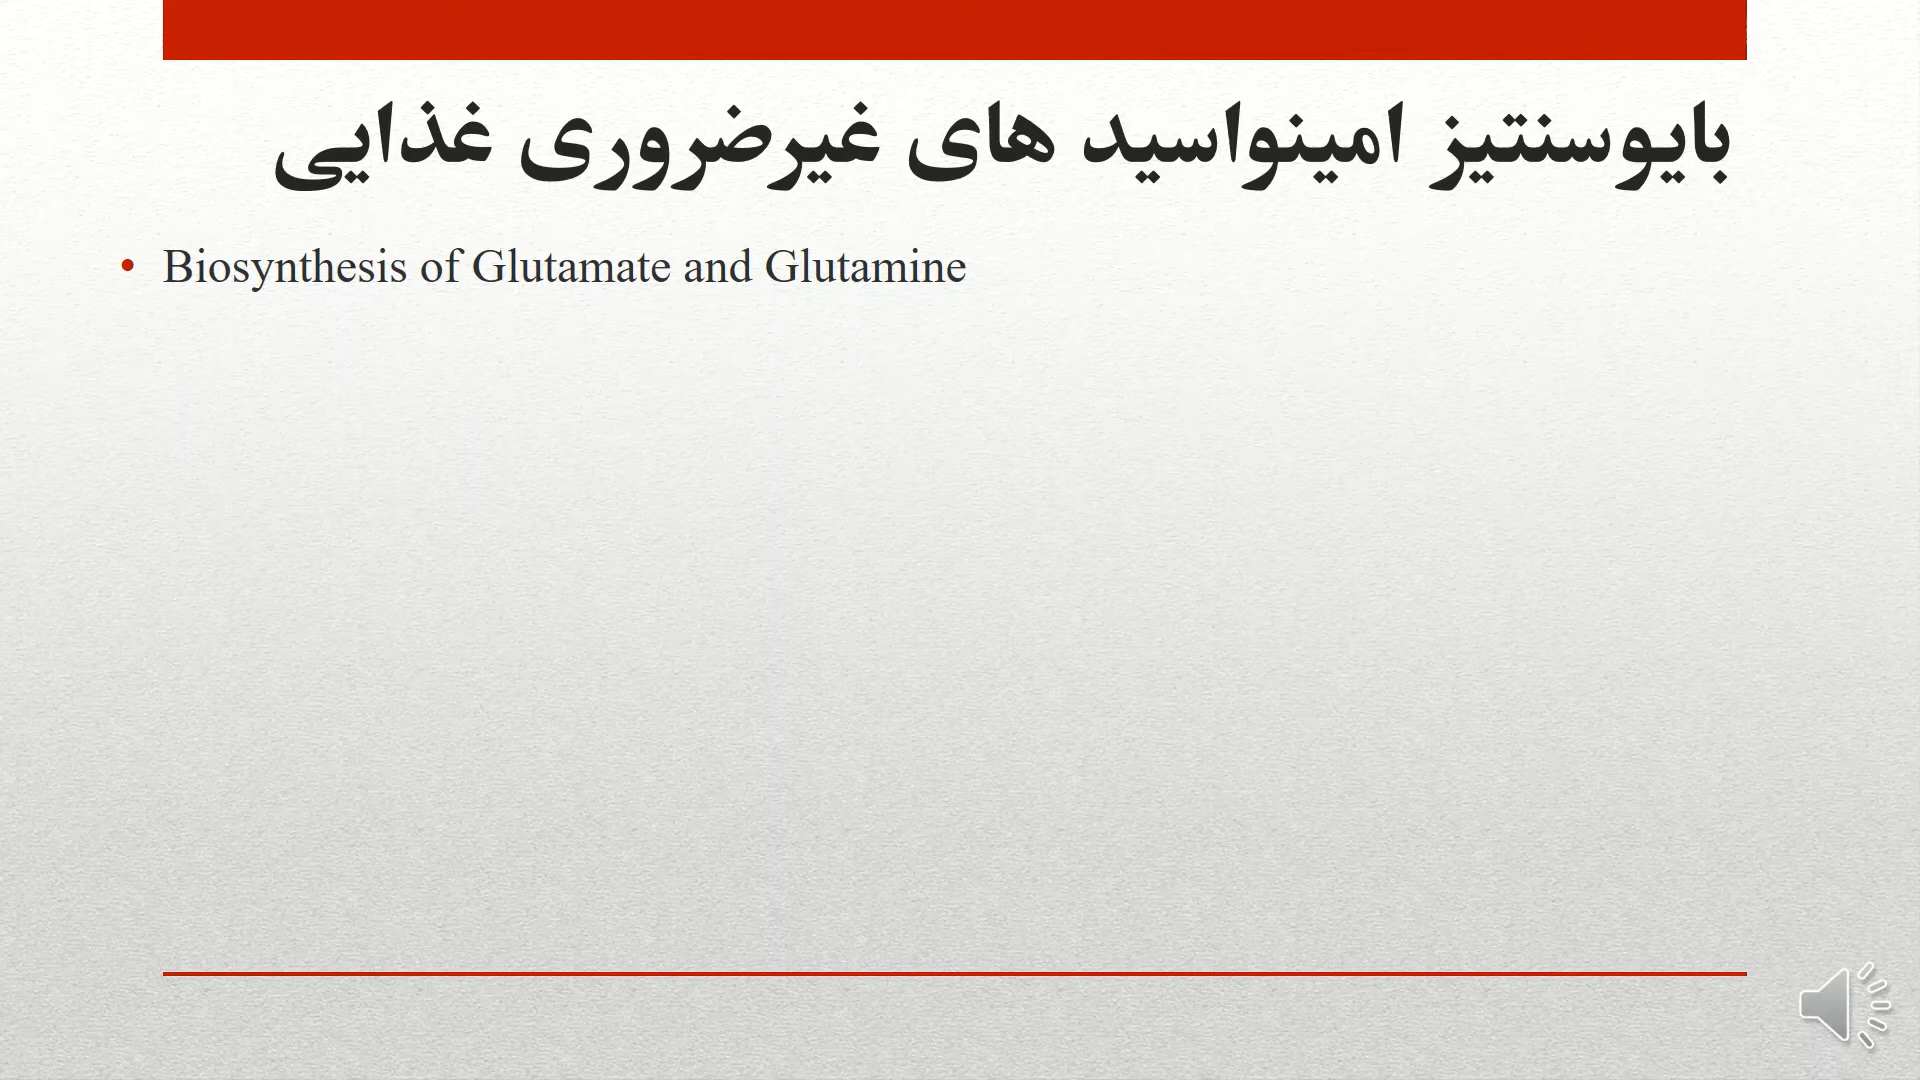 بایوسنتیز امینواسید های غیرضروری غذایی
• Biosynthesis of Glutamate and Glutamine